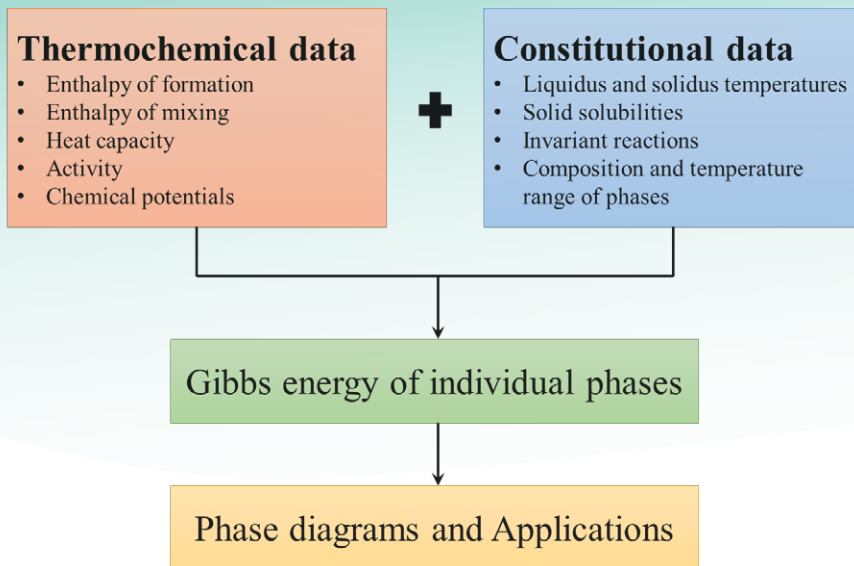 Thermochemical data
• Enthalpy of formation
• Enthalpy of mixing
• Heat capacity
• Activity
• Chemical potentials
Constitutional data
• Liquidus and solidus temperatures
• Solid solubilities
• Invariant reactions
• Composition and temperature
range of phases
Gibbs energy of individual phases
Phase diagrams and Applications